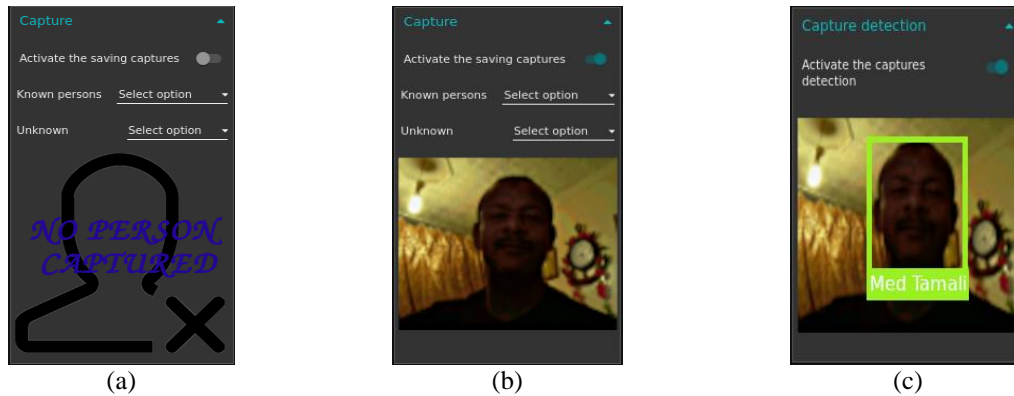 Capture
Activate the saving captures
Known persons Select option
Unknown Select option
NO PERSON
CAPTURED
(a)
Capture
Activate the saving captures
Known persons Select option
Unknown Select option
(b)
Capture detection
Activate the captures
detection
Med Tamali
(c)